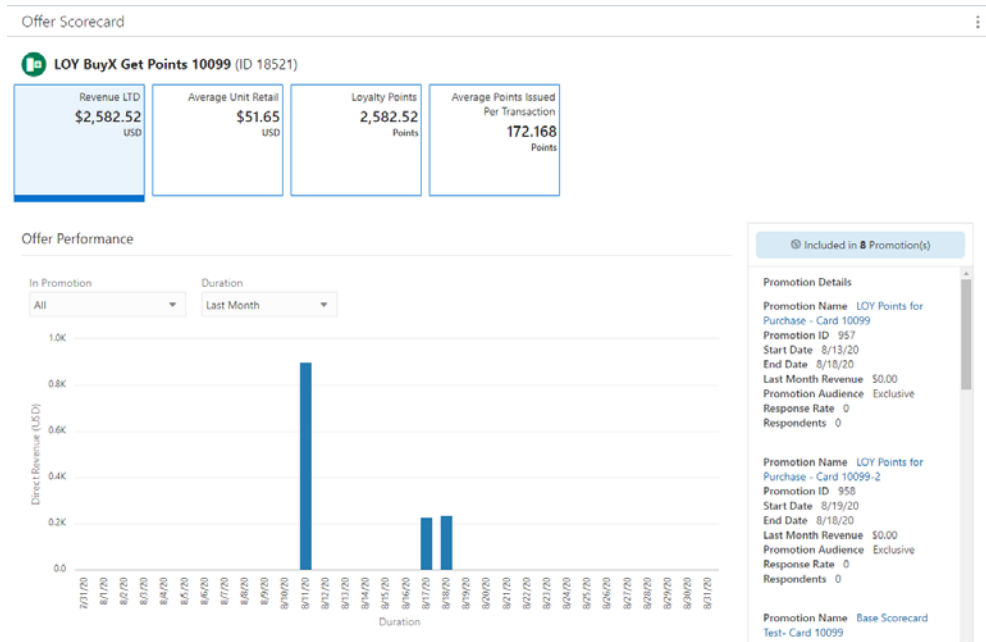 Offer Scorecard
LOY BuyX Get Points 10099 (ID 18521)
Revenue LTD
$2,582.52
USD
Average Unit Retail
$51.65
USD
Loyalty Points
2,582.52
Points
Average Points Issued
Per Transaction
172.168
Points
Offer Performance
In Promotion
All
Duration
Last Month
1.0K
0.8K
0.6K
0.4K
0.2K
0.0
Direct Revenue (USD)
7/31/20
8/1/20
8/2/20
8/3/20
8/4/20
8/5/20
8/6/20
8/7/20
8/8/20
8/9/20
8/10/20
8/11/20
8/12/20
8/13/20
8/14/20
8/15/20
8/16/20
8/17/20
8/18/20
8/19/20
8/20/20
8/21/20
8/22/20
8/23/20
8/24/20
8/25/20
8/26/20
8/27/20
8/28/20
8/29/20
8/30/20
8/31/20
Duration
Included in 8 Promotion(s)
Promotion Details
Promotion Name LOY Points for
Purchase - Card 10099
Promotion ID 957
Start Date 8/13/20
End Date 8/18/20
Last Month Revenue $0.00
Promotion Audience Exclusive
Response Rate 0
Respondents 0
Promotion Name LOY Points for
Purchase - Card 10099-2
Promotion ID 958
Start Date 8/19/20
End Date 8/18/20
Last Month Revenue $0.00
Promotion Audience Exclusive
Response Rate 0
Respondents 0
Promotion Name Base Scorecard
Test- Card 10099